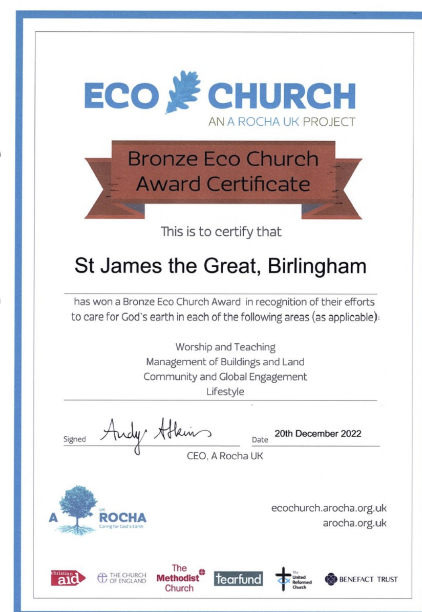 ECO CHURCH
AN A ROCHA UK PROJECT
Bronze Eco Church
Award Certificate
This is to certify that
St James the Great, Birlingham
has won a Bronze Eco Church Award in recognition of their efforts
to care for God's earth in each of the following areas (as applicable):
Worship and Teaching
Management of Buildings and Land
Community and Global Engagement
Lifestyle
Signed Andy Atkins Date 20th December 2022
CEO, A Rocha UK
A ROCHA
UK
Caring for God's Earth
ecochurch.arocha.org.uk
arocha.org.uk
christian aid
THE CHURCH OF ENGLAND
The Methodist Church
tearfund
The United Reformed Church
BENEFACT TRUST